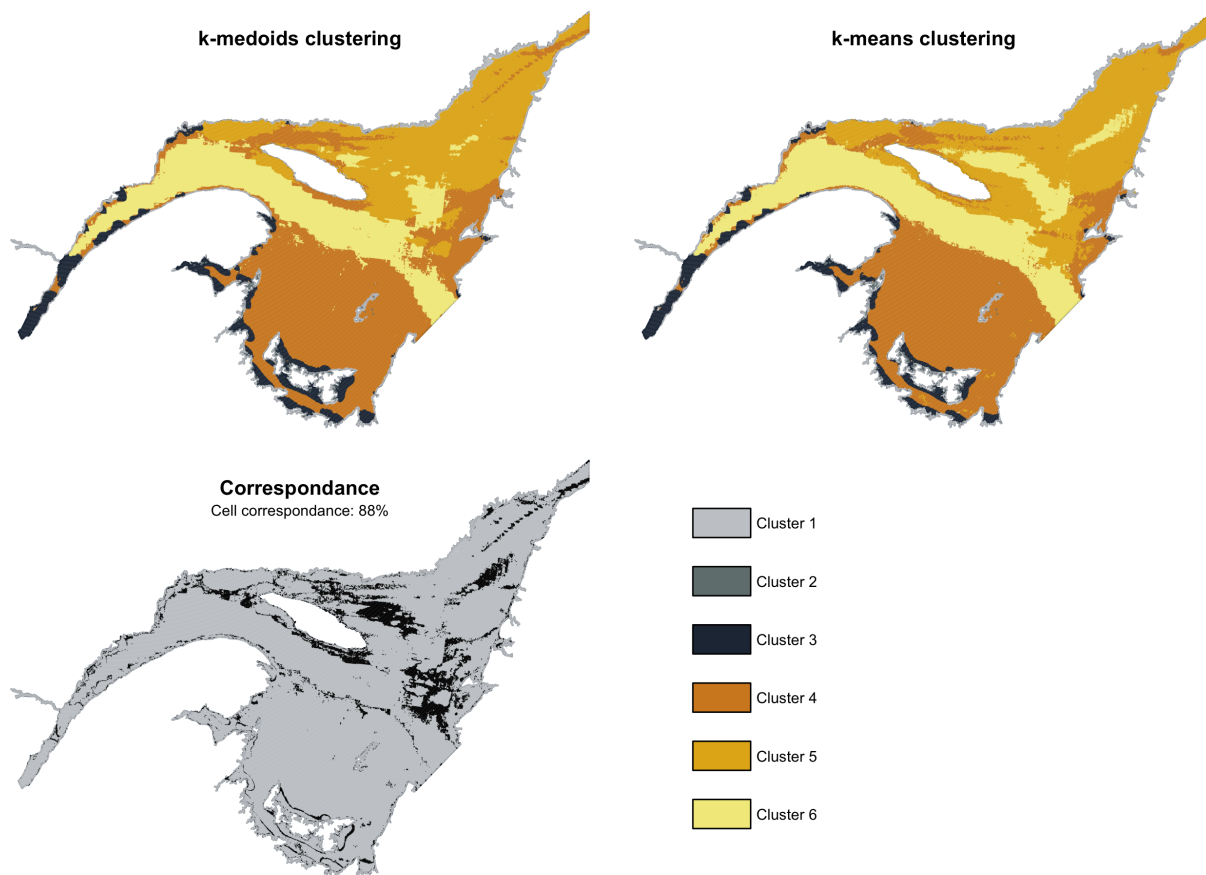 k-medoids clustering
k-means clustering
Correspondance
Cell correspondance: 88%
Cluster 1
Cluster 2
Cluster 3
Cluster 4
Cluster 5
Cluster 6